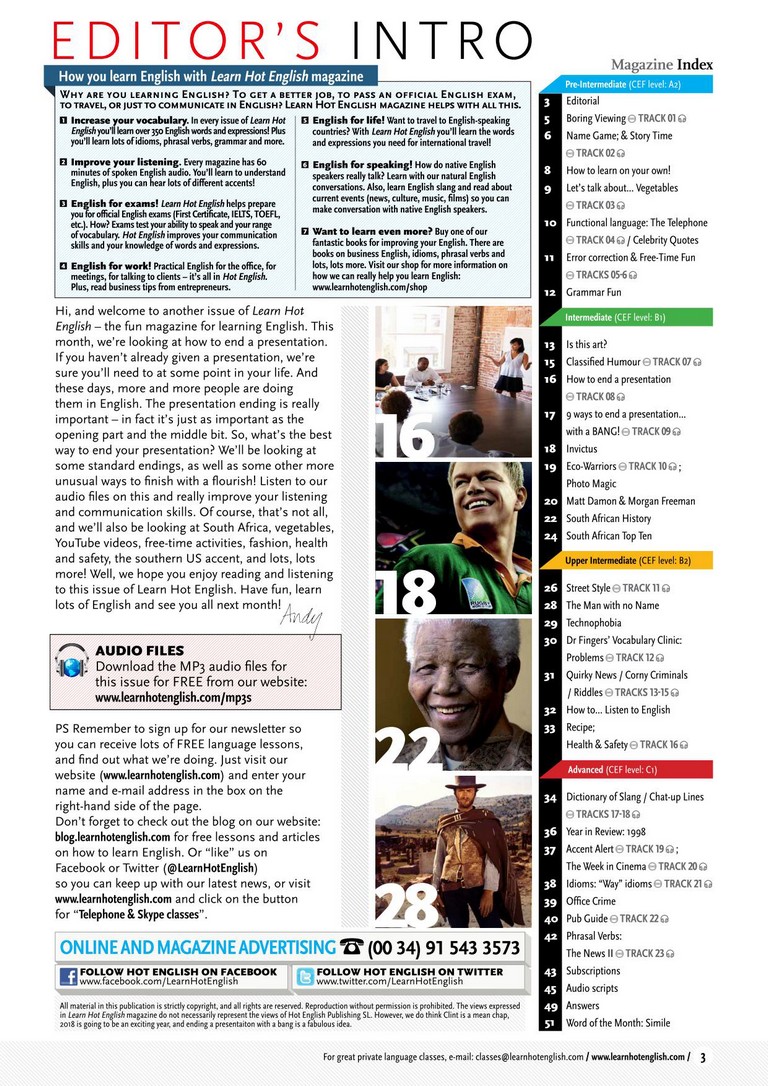 EDITOR'S INTRO
How you learn English with Learn Hot English magazine
WHY ARE YOU LEARNING ENGLISH? TO GET A BETTER JOB, TO PASS AN OFFICIAL ENGLISH EXAM,
TO TRAVEL, OR JUST TO COMMUNICATE IN ENGLISH? LEARN HOT ENGLISH MAGAZINE HELPS WITH ALL THIS.
1 Increase your vocabulary. In every issue of Learn Hot
English you'll learn over 350 English words and expressions! Plus
you'll learn lots of idioms, phrasal verbs, grammar and more.
2 Improve your listening. Every magazine has 60
minutes of spoken English audio. You'll learn to understand
English, plus you can hear lots of different accents!
3 English for exams! Learn Hot English helps prepare
you for official English exams (First Certificate, IELTS, TOEFL,
etc.). How? Exams test your ability to speak and your range
of vocabulary. Hot English improves your communication
skills and your knowledge of words and expressions.
4 English for work! Practical English for the office, for
meetings, for talking to clients – it's all in Hot English.
Plus, read business tips from entrepreneurs.
5 English for life! Want to travel to English-speaking
countries? With Learn Hot English you'll learn the words
and expressions you need for international travel!
6 English for speaking! How do native English
speakers really talk? Learn with our natural English
conversations. Also, learn English slang and read about
current events (news, culture, music, films) so you can
make conversation with native English speakers.
7 Want to learn even more? Buy one of our
fantastic books for improving your English. There are
books on business English, idioms, phrasal verbs and
lots, lots more. Visit our shop for more information on
how we can really help you learn English:
www.learnhotenglish.com/shop
Hi, and welcome to another issue of Learn Hot
English – the fun magazine for learning English. This
month, we're looking at how to end a presentation.
If you haven't already given a presentation, we're
sure you'll need to at some point in your life. And
these days, more and more people are doing
them in English. The presentation ending is really
important – in fact it's just as important as the
opening part and the middle bit. So, what's the best
way to end your presentation? We'll be looking at
some standard endings, as well as some other more
unusual ways to finish with a flourish! Listen to our
audio files on this and really improve your listening
and communication skills. Of course, that's not all,
and we'll also be looking at South Africa, vegetables,
YouTube videos, free-time activities, fashion, health
and safety, the southern US accent, and lots, lots
more! Well, we hope you enjoy reading and listening
to this issue of Learn Hot English. Have fun, learn
lots of English and see you all next month!
Andy
AUDIO FILES
Download the MP3 audio files for
this issue for FREE from our website:
www.learnhotenglish.com/mp3s
PS Remember to sign up for our newsletter so
you can receive lots of FREE language lessons,
and find out what we're doing. Just visit our
website (www.learnhotenglish.com) and enter your
name and e-mail address in the box on the
right-hand side of the page.
Don't forget to check out the blog on our website:
blog.learnhotenglish.com for free lessons and articles
on how to learn English. Or “like” us on
Facebook or Twitter (@LearnHotEnglish)
so you can keep up with our latest news, or visit
www.learnhotenglish.com and click on the button
for “Telephone & Skype classes”.
16
18
RUGBY
22
28
ONLINE AND MAGAZINE ADVERTISING ☎ (00 34) 91 543 3573
FOLLOW HOT ENGLISH ON FACEBOOK
www.facebook.com/LearnHotEnglish
FOLLOW HOT ENGLISH ON TWITTER
www.twitter.com/LearnHotEnglish
All material in this publication is strictly copyright, and all rights are reserved. Reproduction without permission is prohibited. The views expressed
in Learn Hot English magazine do not necessarily represent the views of Hot English Publishing SL. However, we do think Clint is a mean chap,
2018 is going to be an exciting year, and ending a presentaiton with a bang is a fabulous idea.
Magazine Index
Pre-Intermediate (CEF level: A2)
3 Editorial
5 Boring Viewing TRACK 01
6 Name Game; & Story Time
TRACK 02
8 How to learn on your own!
9 Let's talk about... Vegetables
TRACK 03
10 Functional language: The Telephone
TRACK 04 / Celebrity Quotes
11 Error correction & Free-Time Fun
TRACKS 05-6
12 Grammar Fun
Intermediate (CEF level: B1)
13 Is this art?
15 Classified Humour TRACK 07
16 How to end a presentation
TRACK 08
17 9 ways to end a presentation...
with a BANG! TRACK 09
18 Invictus
19 Eco-Warriors TRACK 10 ;
Photo Magic
20 Matt Damon & Morgan Freeman
22 South African History
24 South African Top Ten
Upper Intermediate (CEF level: B2)
26 Street Style TRACK 11
28 The Man with no Name
29 Technophobia
30 Dr Fingers' Vocabulary Clinic:
Problems TRACK 12
31 Quirky News / Corny Criminals
/ Riddles TRACKS 13-15
32 How to... Listen to English
33 Recipe;
Health & Safety TRACK 16
Advanced (CEF level: C1)
34 Dictionary of Slang / Chat-up Lines
TRACKS 17-18
36 Year in Review: 1998
37 Accent Alert TRACK 19 ;
The Week in Cinema TRACK 20
38 Idioms: “Way” idioms TRACK 21
39 Office Crime
40 Pub Guide TRACK 22
42 Phrasal Verbs:
The News II TRACK 23
43 Subscriptions
45 Audio scripts
49 Answers
51 Word of the Month: Simile
For great private language classes, e-mail: classes@learnhotenglish.com / www.learnhotenglish.com / 3